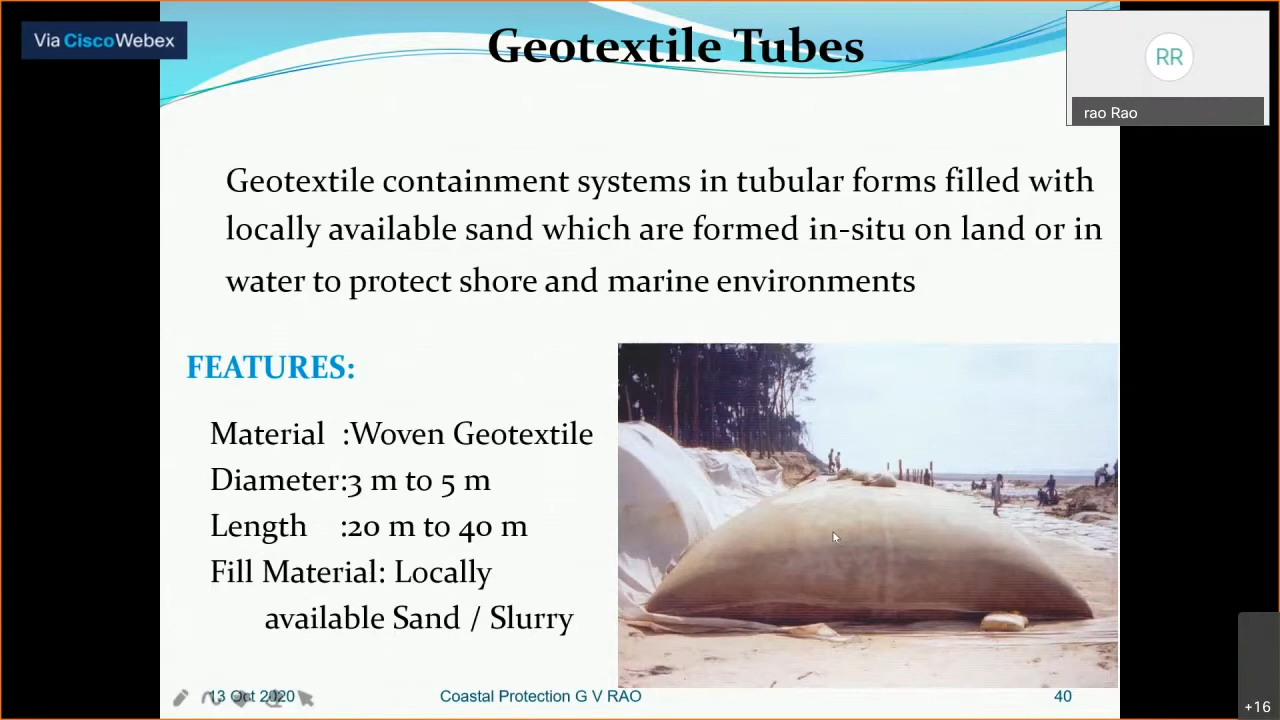 Via Cisco Webex
Geotextile Tubes
RR
rao Rao
Geotextile containment systems in tubular forms filled with
locally available sand which are formed in-situ on land or in
water to protect shore and marine environments
FEATURES:
Material :Woven Geotextile
Diameter:3 m to 5 m
Length :20 m to 40 m
Fill Material: Locally
available Sand / Slurry
13 Oct 2020
Coastal Protection G V RAO
40
+16